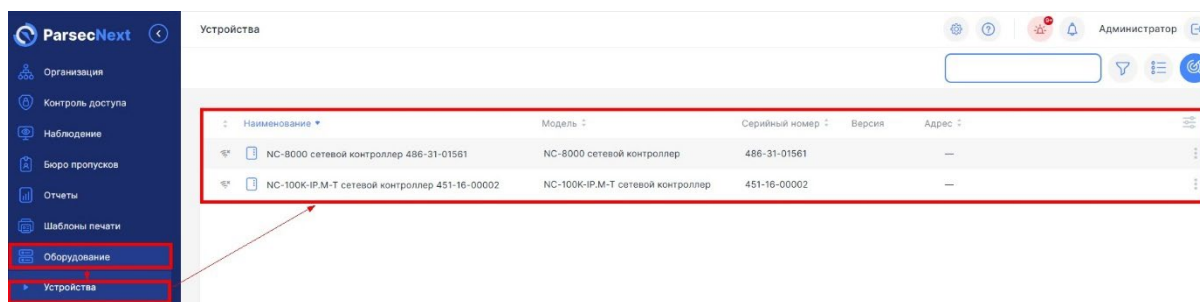 ParsecNext
Устройства
9+
Администратор
Организация
Контроль доступа
Наблюдение
Бюро пропусков
Отчеты
Шаблоны печати
Оборудование
Устройства
Наименование Модель Серийный номер Версия Адрес
NC-8000 сетевой контроллер 486-31-01561 NC-8000 сетевой контроллер 486-31-01561 —
NC-100K-IP.M-T сетевой контроллер 451-16-00002 NC-100K-IP.M-T сетевой контроллер 451-16-00002 —